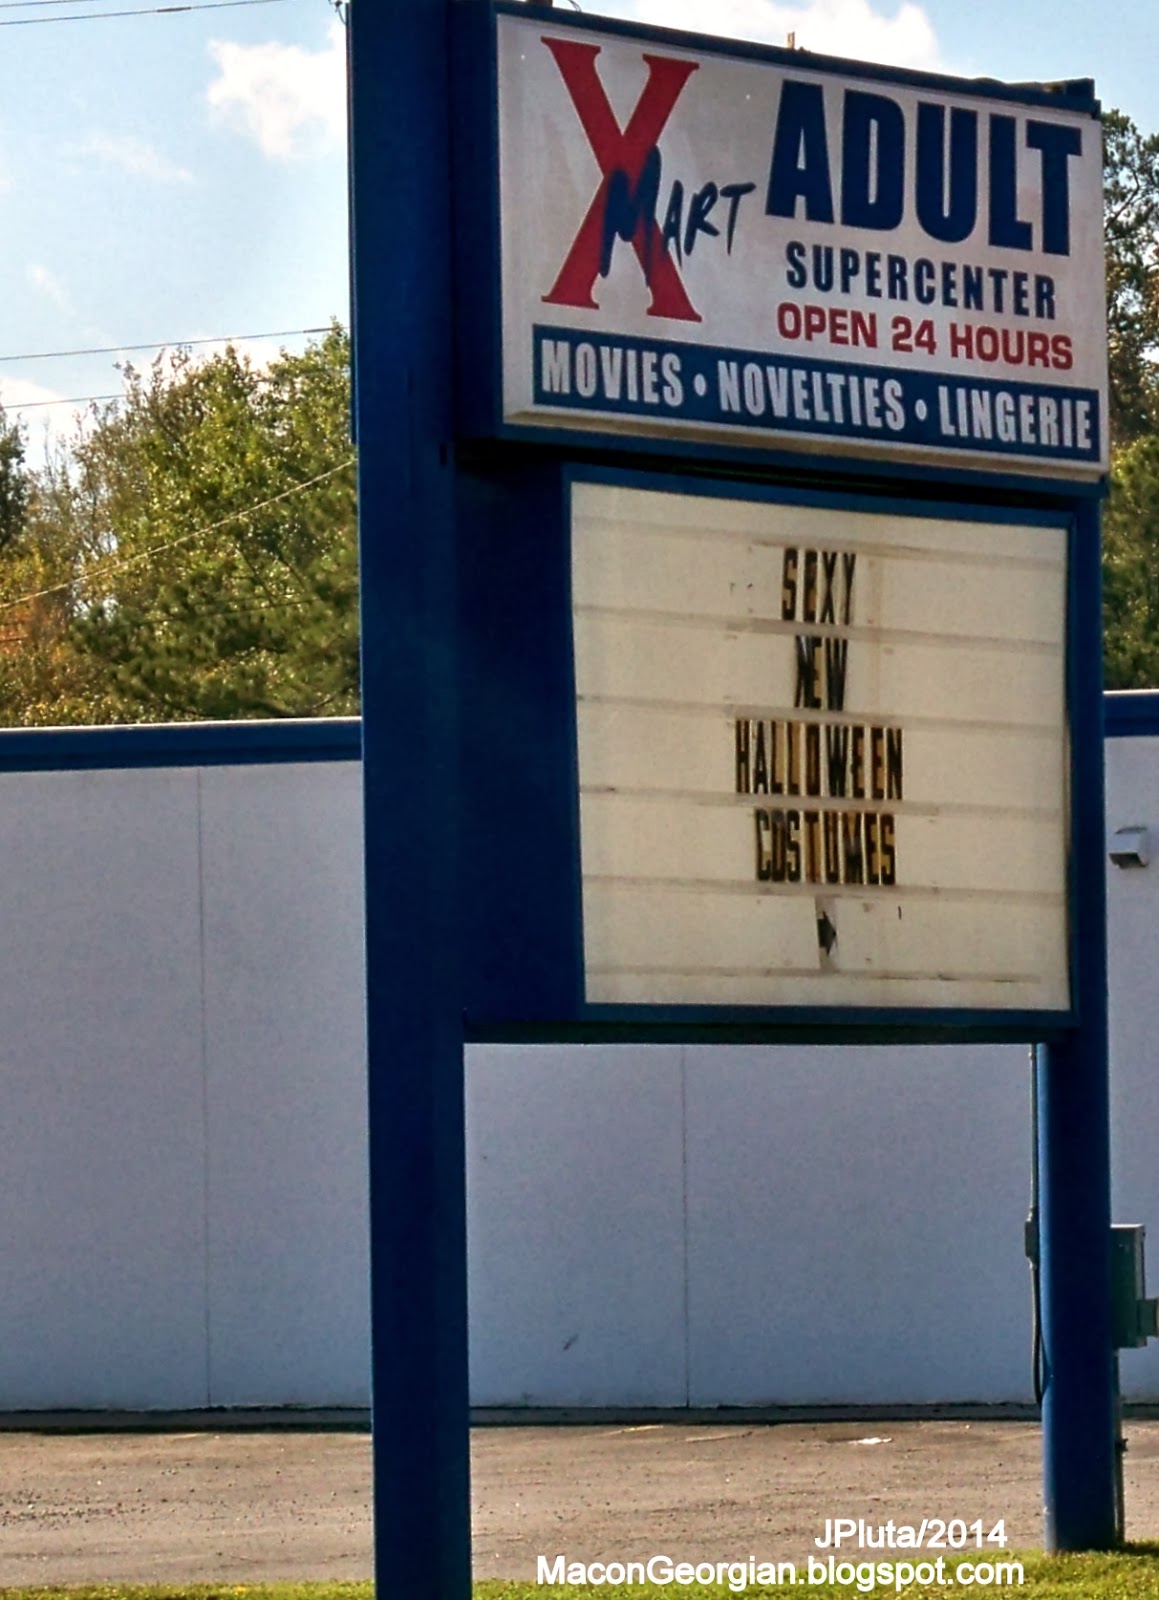 X MART
ADULT
SUPERCENTER
OPEN 24 HOURS
MOVIES • NOVELTIES • LINGERIE
SEXY
NEW
HALLOWEEN
COSTUMES
JPluta/2014
MaconGeorgian.blogspot.com